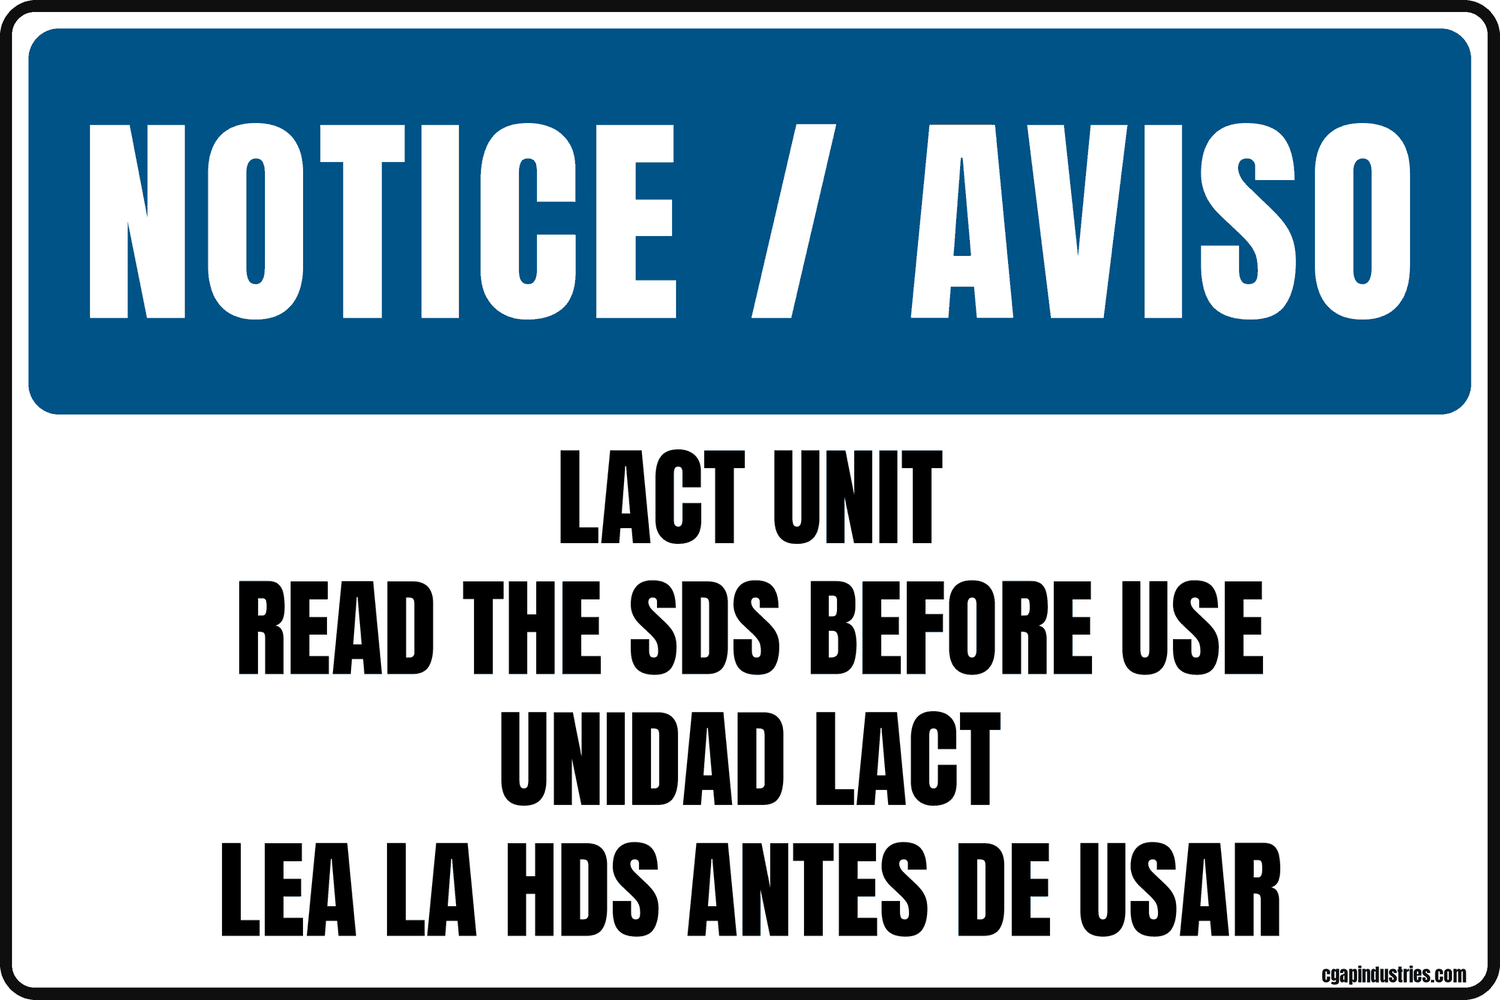 NOTICE / AVISO
LACT UNIT
READ THE SDS BEFORE USE
UNIDAD LACT
LEA LA HDS ANTES DE USAR
cgapindustries.com